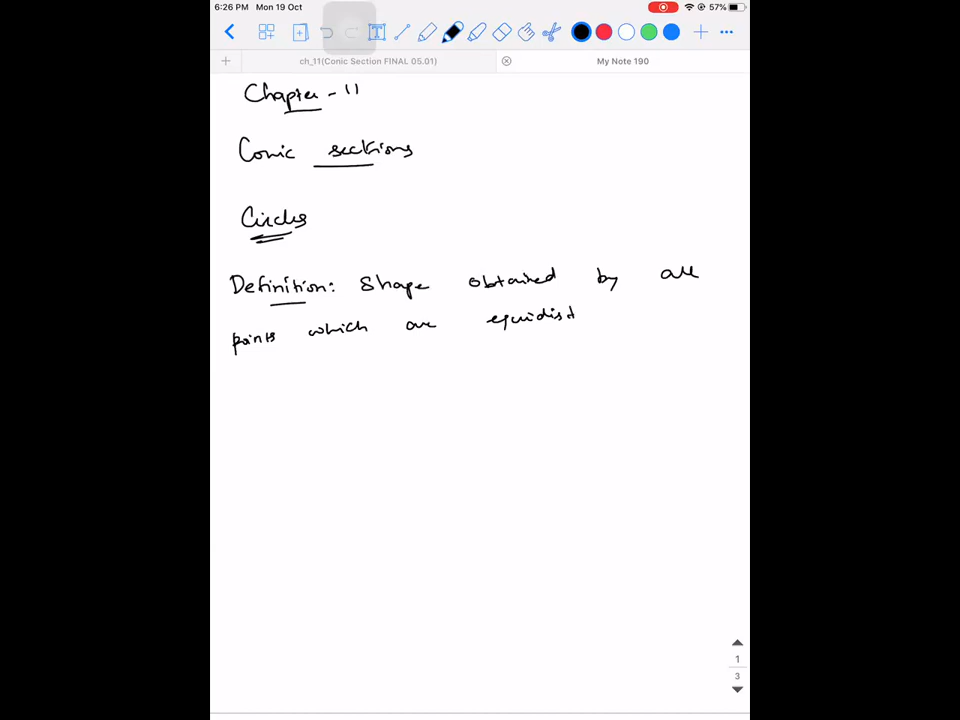 6:26 PM Mon 19 Oct 57%
ch_11(Conic Section FINAL 05.01) My Note 190
Chapter - 11
Conic sections
Circles
Definition: Shape obtained by all
points which are equidist
1
3